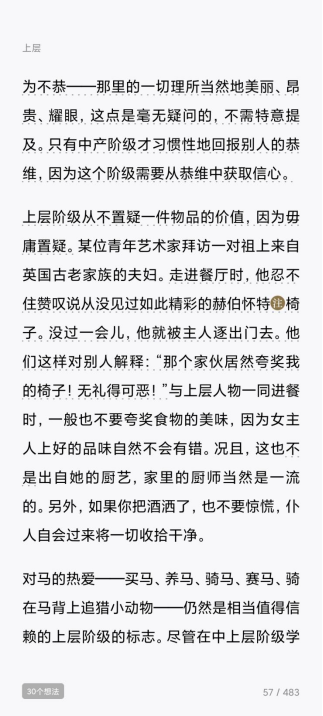 上层
为不恭——那里的一切理所当然地美丽、昂
贵、耀眼，这点是毫无疑问的，不需特意提
及。只有中产阶级才习惯性地回报别人的恭
维，因为这个阶级需要从恭维中获取信心。
上层阶级从不置疑一件物品的价值，因为毋
庸置疑。某位青年艺术家拜访一对祖上来自
英国古老家族的夫妇。走进餐厅时，他忍不
住赞叹说从没见过如此精彩的赫伯怀特注椅
子。没过一会儿，他就被主人逐出门去。他
们这样对别人解释：“那个家伙居然夸奖我
的椅子！无礼得可恶！”与上层人物一同进餐
时，一般也不要夸奖食物的美味，因为女主
人上好的品味自然不会有错。况且，这也不
是出自她的厨艺，家里的厨师当然是一流
的。另外，如果你把酒洒了，也不要惊慌，仆
人自会过来将一切收拾干净。
对马的热爱——买马、养马、骑马、赛马、骑
在马背上追猎小动物——仍然是相当值得信
赖的上层阶级的标志。尽管在中上层阶级学
30个想法
57 / 483